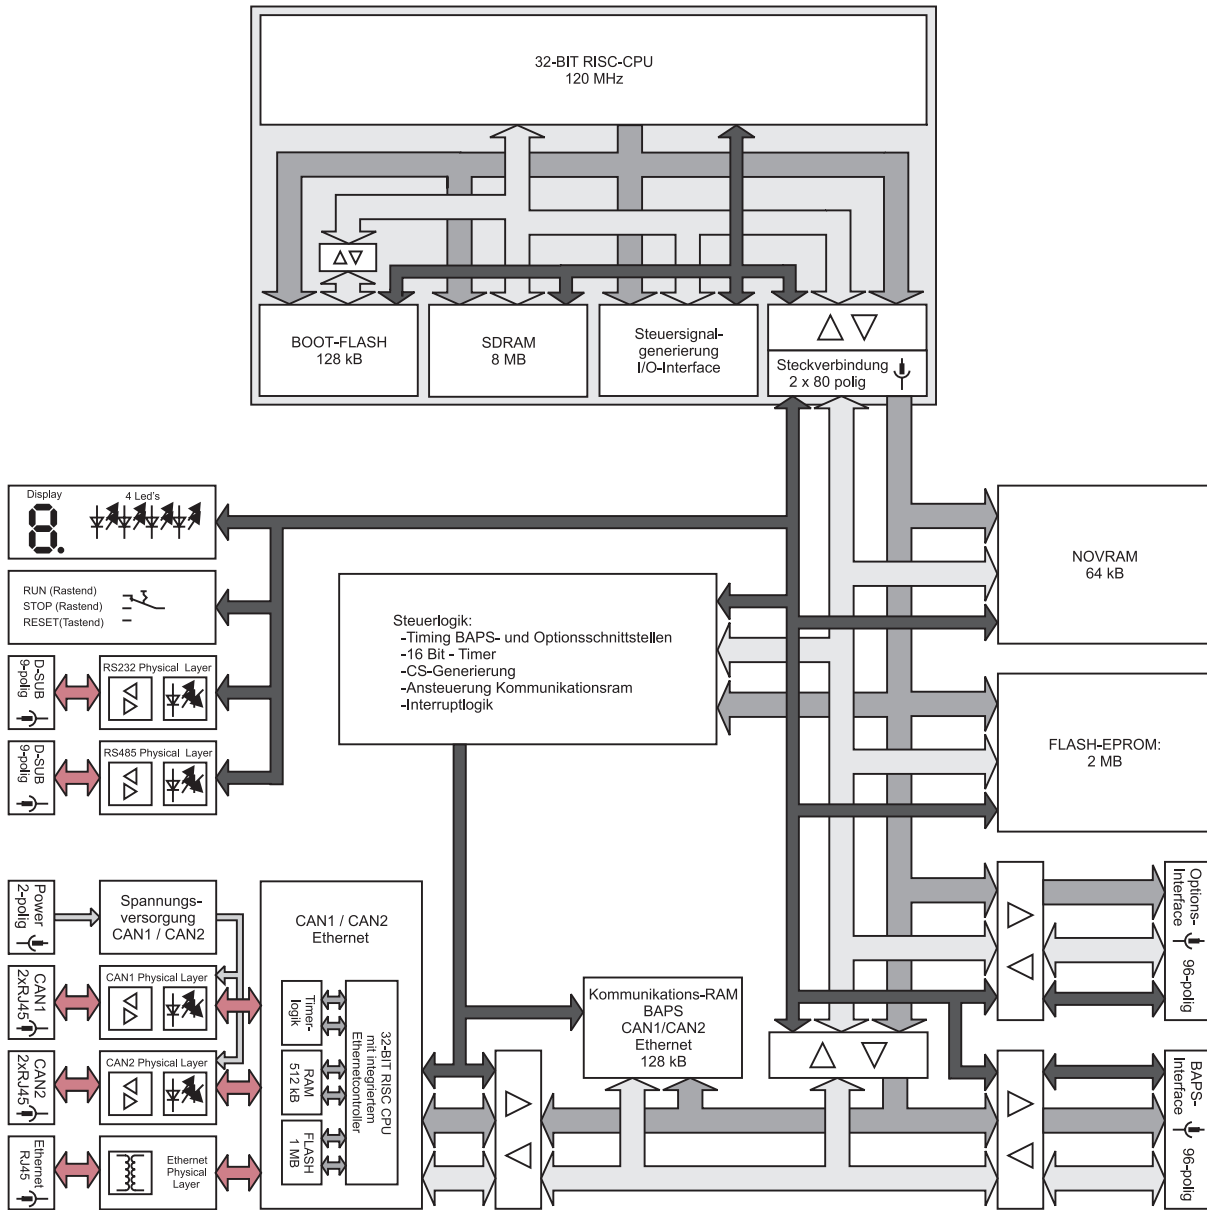 32-BIT RISC-CPU
120 MHz
BOOT-FLASH
128 kB
SDRAM
8 MB
Steuersignal-
generierung
I/O-Interface
Steckverbindung
2 x 80 polig
Display
4 Led's
8.
RUN (Rastend)
STOP (Rastend)
RESET(Tastend)
D-SUB
9-polig
RS232 Physical Layer
D-SUB
9-polig
RS485 Physical Layer
Steuerlogik:
-Timing BAPS- und Optionsschnittstellen
-16 Bit - Timer
-CS-Generierung
-Ansteuerung Kommunikationsram
-Interruptlogik
NOVRAM
64 kB
FLASH-EPROM:
2 MB
Power
2-polig
Spannungs-
versorgung
CAN1 / CAN2
CAN1
2xRJ45
CAN1 Physical Layer
CAN2
2xRJ45
CAN2 Physical Layer
Ethernet
RJ45
Ethernet
Physical
Layer
CAN1 / CAN2
Ethernet
Timer-
logik
RAM
512 kB
FLASH
1 MB
32-BIT RISC CPU
mit integriertem
Ethernetcontroller
Kommunikations-RAM
BAPS
CAN1/CAN2
Ethernet
128 kB
Options-
Interface
96-polig
BAPS-
Interface
96-polig